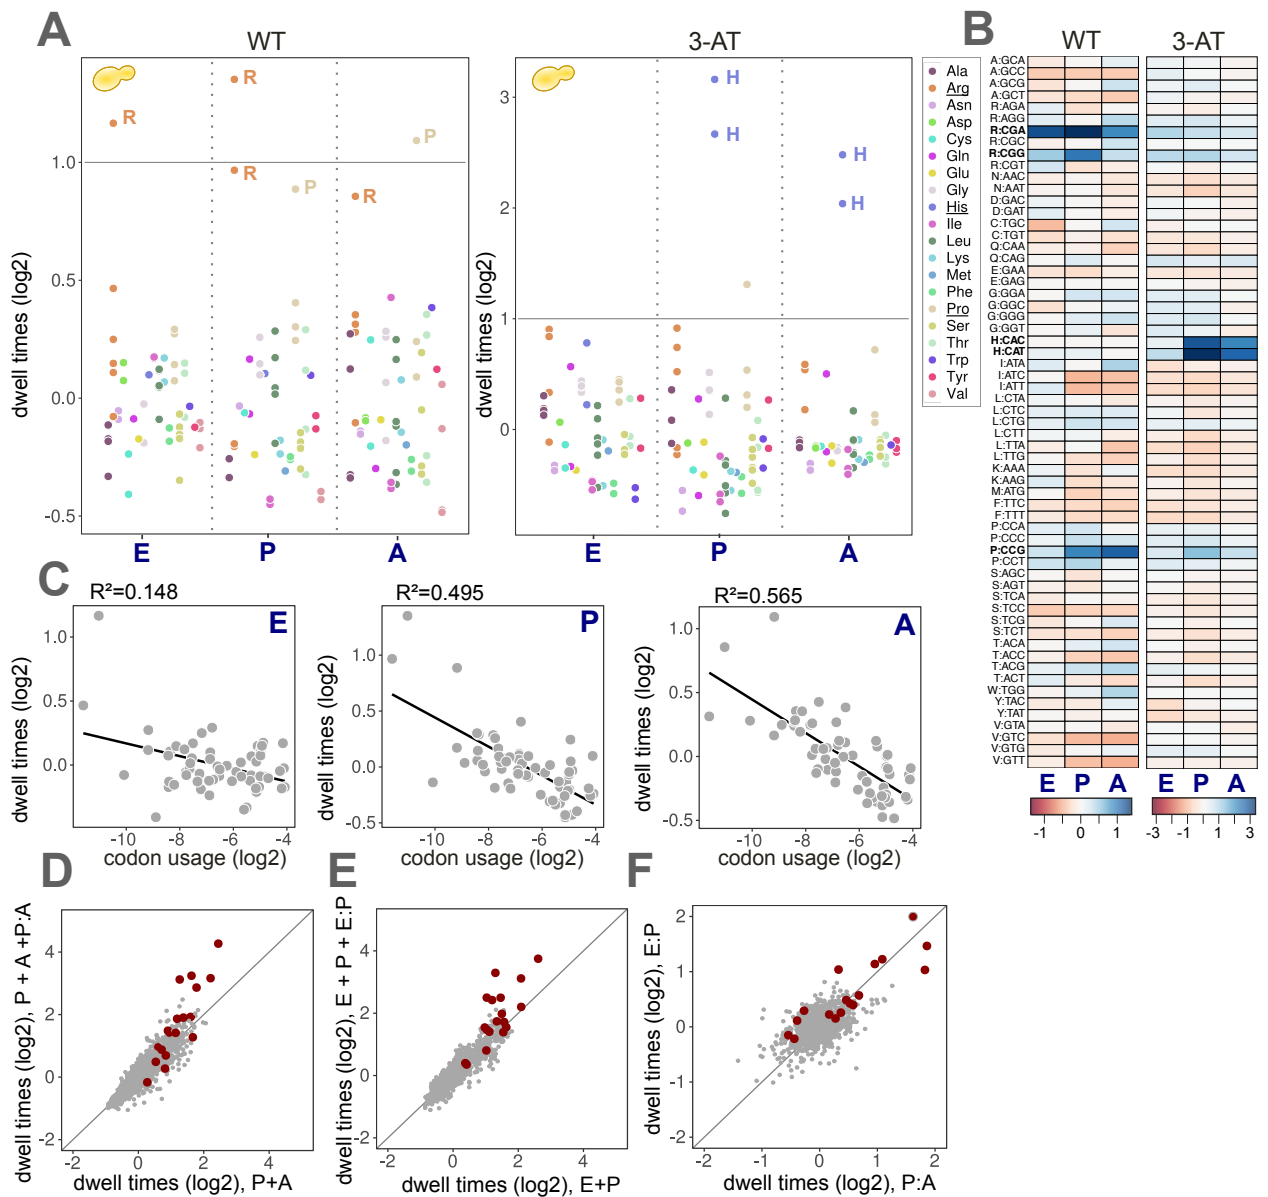 A
WT
3-AT
B
WT
3-AT
dwell times (log2)
1.0
0.5
0.0
-0.5
R
R
P
R
P
R
E
P
A
dwell times (log2)
3
2
1
0
H
H
H
H
E
P
A
Ala
Arg
Asn
Asp
Cys
Gln
Glu
Gly
His
Ile
Leu
Lys
Met
Phe
Pro
Ser
Thr
Trp
Tyr
Val
A:GCA
A:GCC
A:GCG
A:GCT
R:AGA
R:AGG
R:CGA
R:CGC
R:CGG
R:CGT
N:AAC
N:AAT
D:GAC
D:GAT
C:TGC
C:TGT
Q:CAA
Q:CAG
E:GAA
E:GAG
G:GGA
G:GGC
G:GGG
G:GGT
H:CAC
H:CAT
I:ATA
I:ATC
I:ATT
L:CTA
L:CTC
L:CTG
L:CTT
L:TTA
L:TTG
K:AAA
K:AAG
M:ATG
F:TTC
F:TTT
P:CCA
P:CCC
P:CCG
P:CCT
S:AGC
S:AGT
S:TCA
S:TCC
S:TCG
S:TCT
T:ACA
T:ACC
T:ACG
T:ACT
W:TGG
Y:TAC
Y:TAT
V:GTA
V:GTC
V:GTG
V:GTT
E P A
E P A
-1 0 1
-3 -1 1 3
C
R²=0.148
E
dwell times (log2)
1.0
0.5
0.0
-10 -8 -6 -4
codon usage (log2)
R²=0.495
P
dwell times (log2)
1.0
0.5
0.0
-0.5
-10 -8 -6 -4
codon usage (log2)
R²=0.565
A
dwell times (log2)
1.0
0.5
0.0
-0.5
-10 -8 -6 -4
codon usage (log2)
D
dwell times (log2), P + A +P:A
4
2
0
-2
-2 0 2 4
dwell times (log2), P+A
E
dwell times (log2), E + P + E:P
4
2
0
-2
-2 0 2 4
dwell times (log2), E+P
F
dwell times (log2), E:P
2
1
0
-1
-2
-2 -1 0 1 2
dwell times (log2), P:A